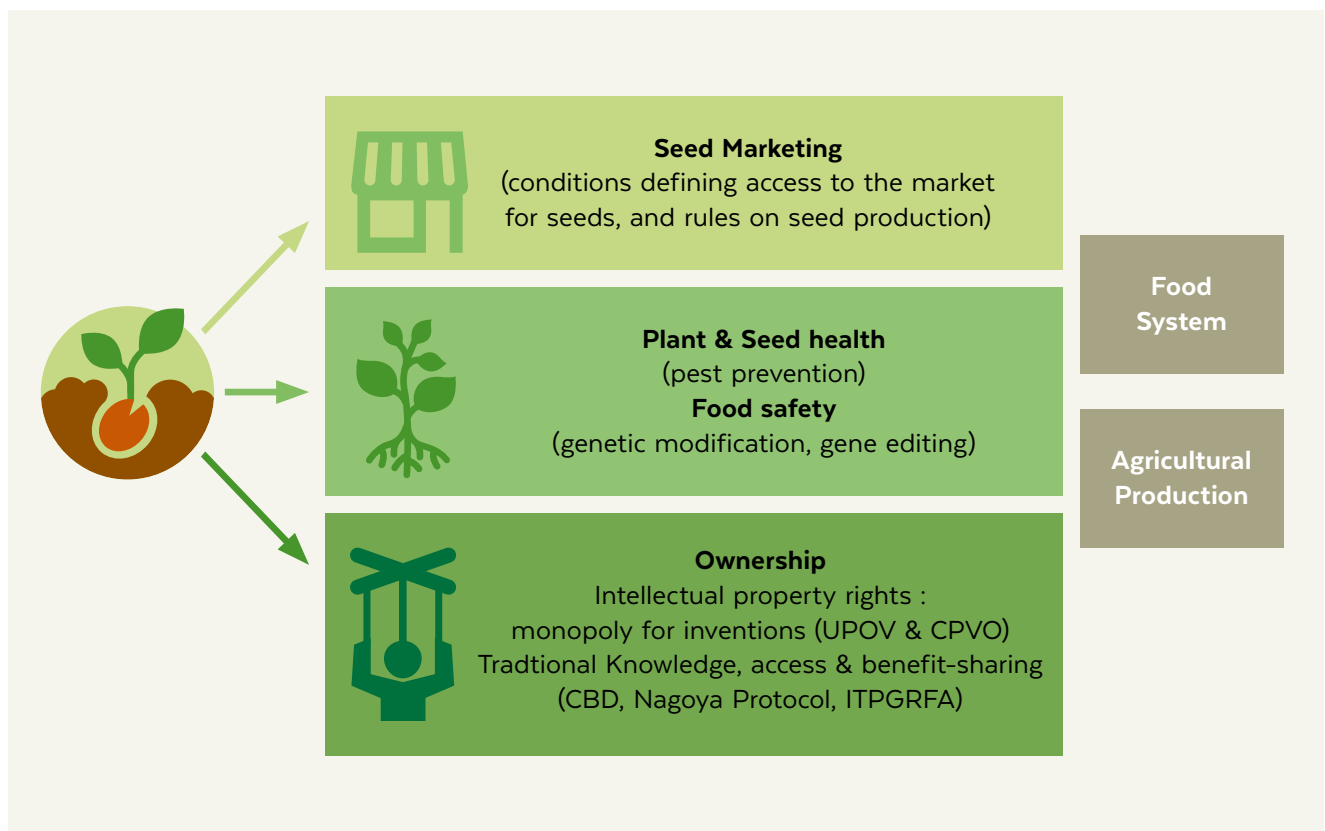 Seed Marketing
(conditions defining access to the market
for seeds, and rules on seed production)
Plant & Seed health
(pest prevention)
Food safety
(genetic modification, gene editing)
Ownership
Intellectual property rights :
monopoly for inventions (UPOV & CPVO)
Tradtional Knowledge, access & benefit-sharing
(CBD, Nagoya Protocol, ITPGRFA)
Food
System
Agricultural
Production